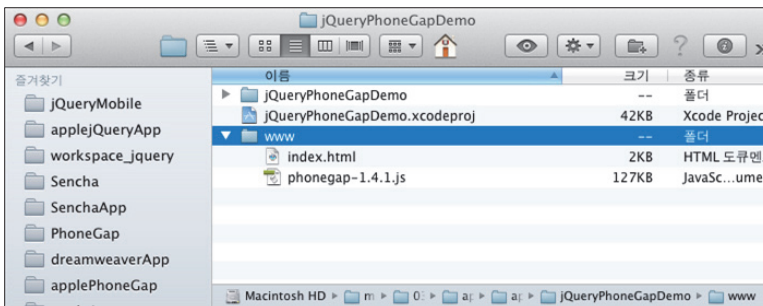 jQueryPhoneGapDemo
즐겨찾기
jQueryMobile
applejQueryApp
workspace_jquery
Sencha
SenchaApp
PhoneGap
dreamweaverApp
applePhoneGap
이름 크기 종류
jQueryPhoneGapDemo -- 폴더
jQueryPhoneGapDemo.xcodeproj 42KB Xcode Projec
www -- 폴더
index.html 2KB HTML 도큐멘
phonegap-1.4.1.js 127KB JavaSc...ume
Macintosh HD ▸ m ▸ ▸ ▸ ▸ jQueryPhoneGapDemo ▸ www